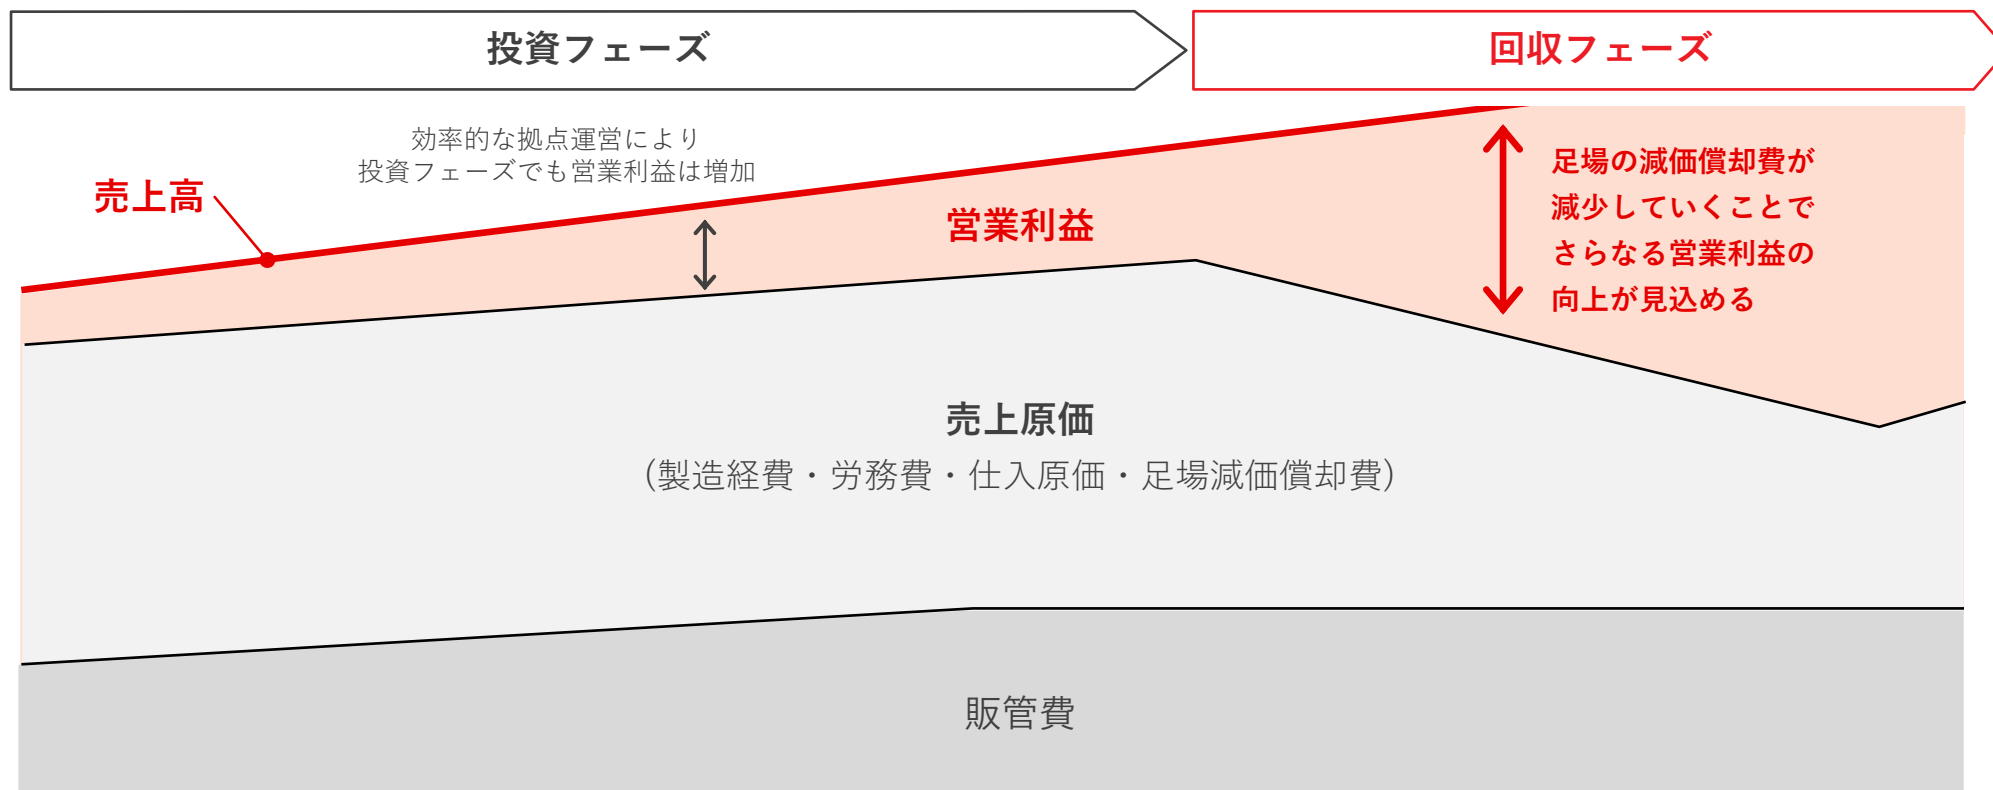 投資フェーズ
回収フェーズ
効率的な拠点運営により
投資フェーズでも営業利益は増加
売上高
営業利益
足場の減価償却費が
減少していくことで
さらなる営業利益の
向上が見込める
売上原価
（製造経費・労務費・仕入原価・足場減価償却費）
販管費